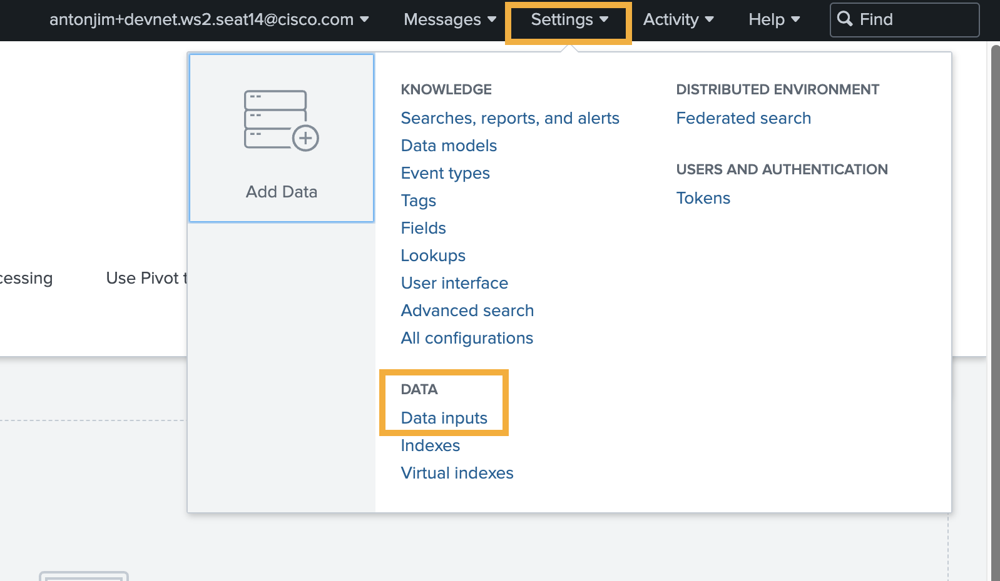 antonjim+devnet.ws2.seat14@cisco.com Messages Settings Activity Help Find
Add Data
KNOWLEDGE
Searches, reports, and alerts
Data models
Event types
Tags
Fields
Lookups
User interface
Advanced search
All configurations
DATA
Data inputs
Indexes
Virtual indexes
DISTRIBUTED ENVIRONMENT
Federated search
USERS AND AUTHENTICATION
Tokens
cessing Use Pivot t